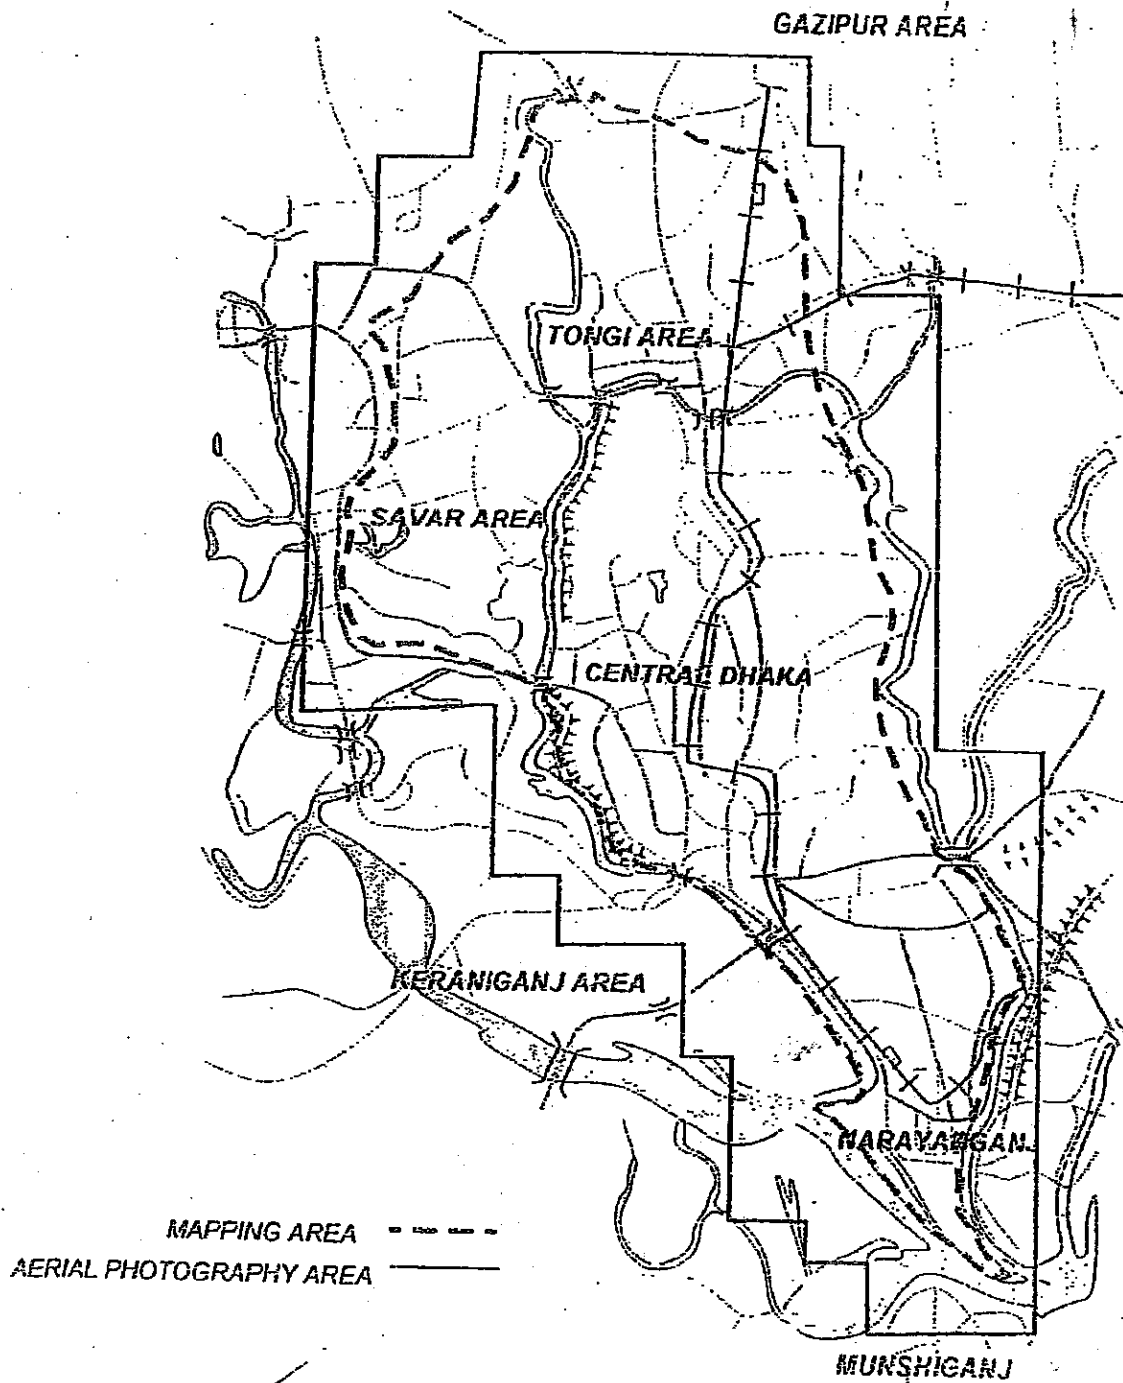 GAZIPUR AREA
TONGI AREA
SAVAR AREA
CENTRAL DHAKA
KERANIGANJ AREA
NARAYANGANJ
MAPPING AREA
AERIAL PHOTOGRAPHY AREA
MUNSHIGANJ